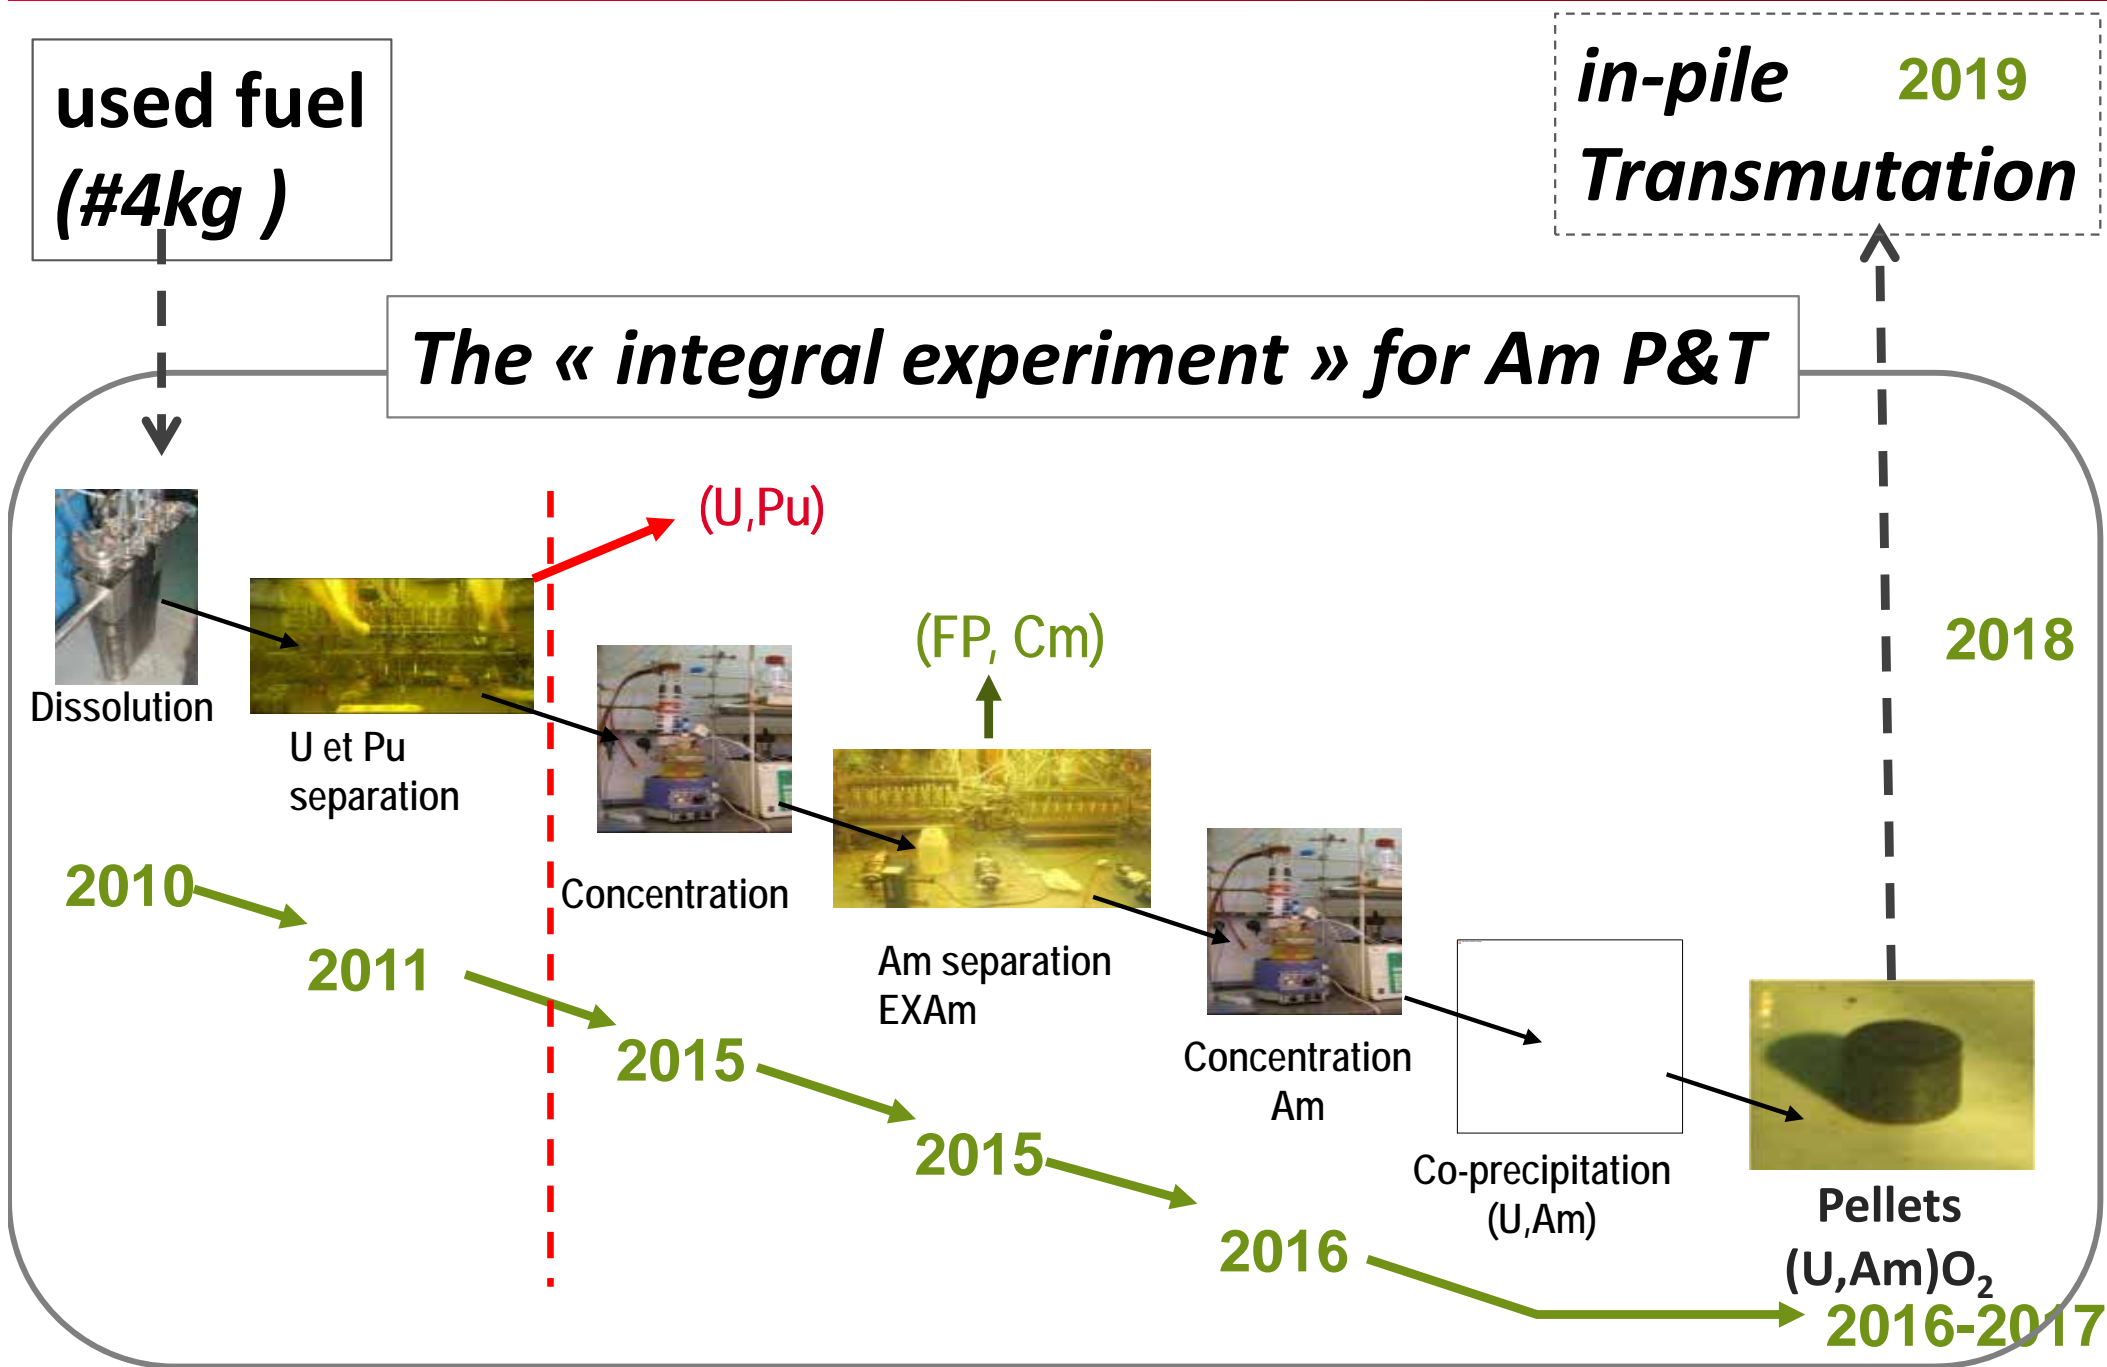 used fuel
(#4kg )
in-pile 2019
Transmutation
The « integral experiment » for Am P&T
(U,Pu)
(FP, Cm)
2018
Dissolution
U et Pu
separation
Concentration
Am separation
EXAm
Concentration
Am
Co-precipitation
(U,Am)
Pellets
(U,Am)O₂
2010
2011
2015
2015
2016
2016-2017